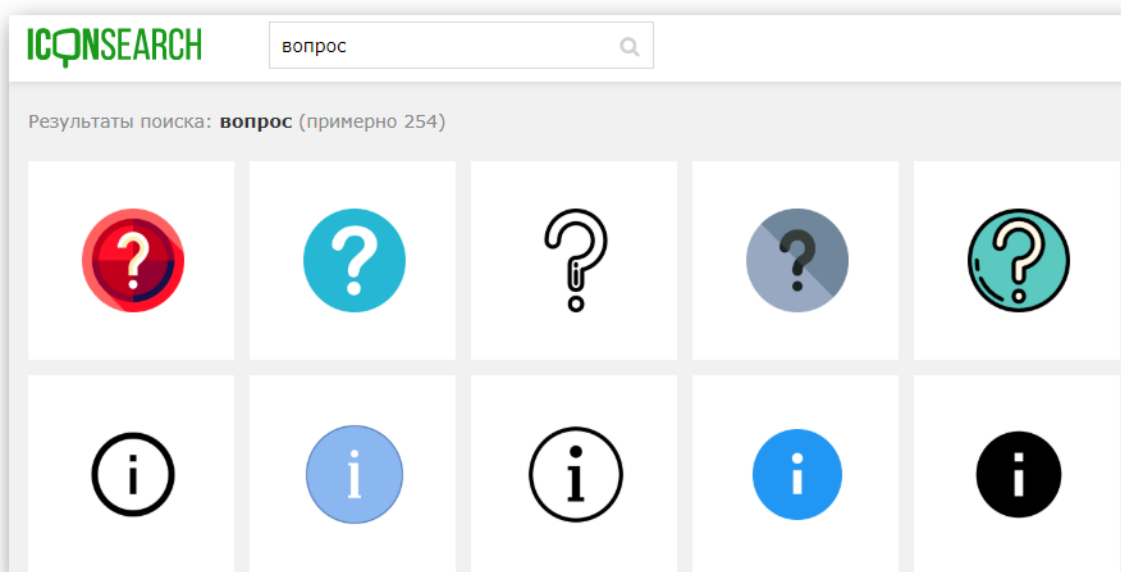 ICONSEARCH
вопрос
Результаты поиска: вопрос (примерно 254)
? ? ? ? ?
i i i i i